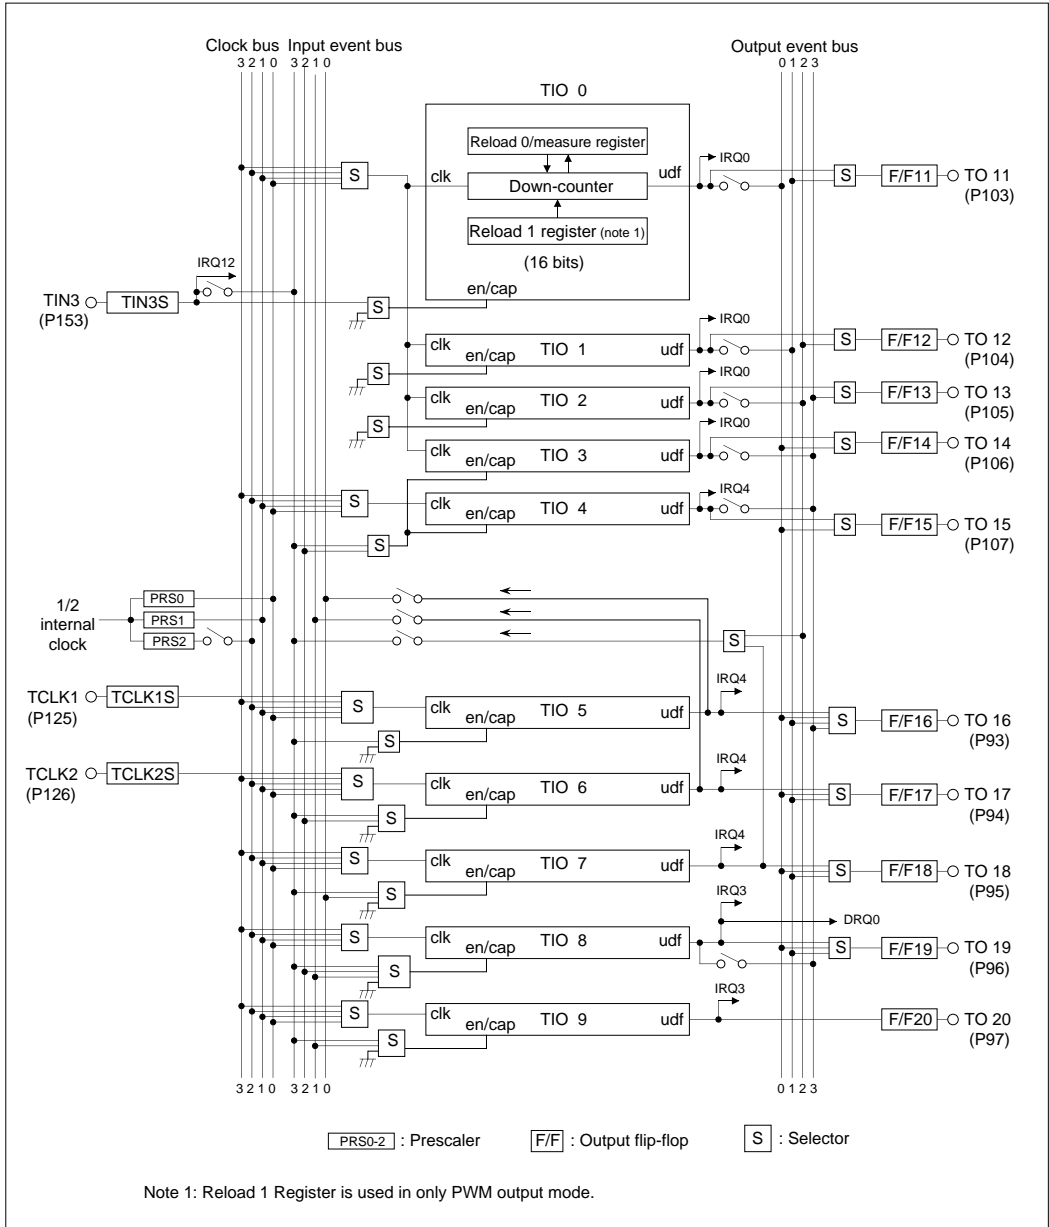 Clock bus Input event bus Output event bus
3 2 1 0 3 2 1 0 0 1 2 3
TIO 0
Reload 0/measure register
IRQ0
S clk Down-counter udf S F/F11 TO 11
(P103)
Reload 1 register (note 1)
(16 bits)
IRQ12
en/cap
TIN3 TIN3S S
(P153)
IRQ0
clk TIO 1 udf S F/F12 TO 12
en/cap (P104)
S
IRQ0
clk TIO 2 udf S F/F13 TO 13
en/cap (P105)
S
IRQ0
clk TIO 3 udf S F/F14 TO 14
en/cap (P106)
IRQ4
S clk TIO 4 udf
en/cap S F/F15 TO 15
(P107)
S
1/2 internal clock
PRS0
PRS1
PRS2
S
IRQ4
TCLK1 TCLK1S S clk TIO 5 udf S F/F16 TO 16
(P125) en/cap (P93)
S
IRQ4
TCLK2 TCLK2S S clk TIO 6 udf S F/F17 TO 17
(P126) en/cap (P94)
S
IRQ4
S clk TIO 7 udf S F/F18 TO 18
en/cap (P95)
S
IRQ3
DRQ0
S clk TIO 8 udf S F/F19 TO 19
en/cap (P96)
S
IRQ3
S clk TIO 9 udf F/F20 TO 20
en/cap (P97)
S
3 2 1 0 3 2 1 0 0 1 2 3
PRS0-2 : Prescaler F/F : Output flip-flop S : Selector
Note 1: Reload 1 Register is used in only PWM output mode.